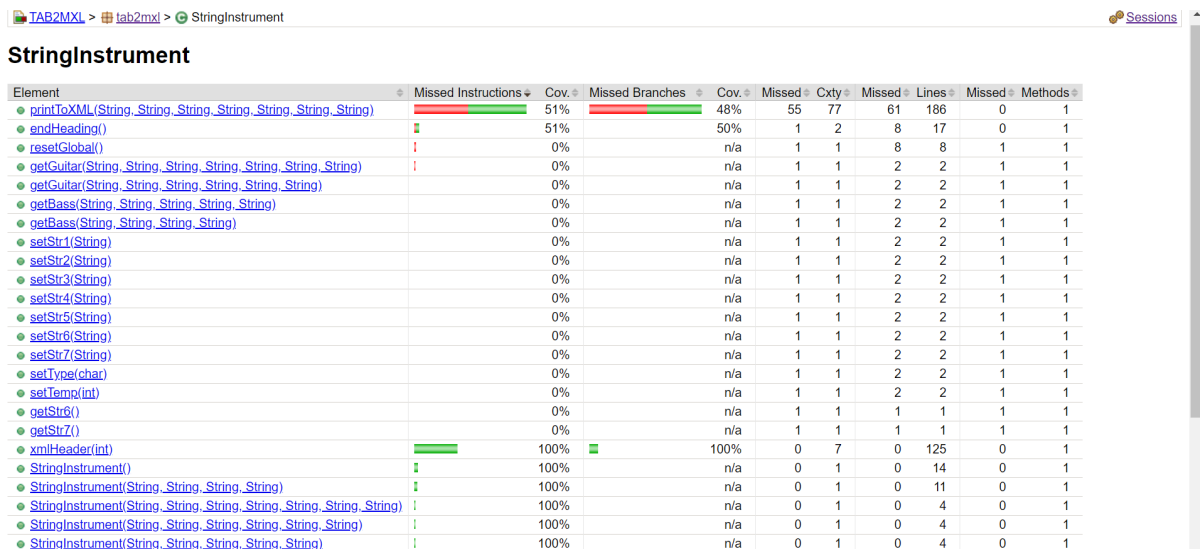 TAB2MXL > tab2mxl > StringInstrument Sessions
StringInstrument
Element Missed Instructions Cov. Missed Branches Cov. Missed Cxty Missed Lines Missed Methods
printToXML(String, String, String, String, String, String, String) 51% 48% 55 77 61 186 0 1
endHeading() 51% 50% 1 2 8 17 0 1
resetGlobal() 0% n/a 1 1 8 8 1 1
getGuitar(String, String, String, String, String, String, String) 0% n/a 1 1 2 2 1 1
getGuitar(String, String, String, String, String, String) 0% n/a 1 1 2 2 1 1
getBass(String, String, String, String, String) 0% n/a 1 1 2 2 1 1
getBass(String, String, String, String) 0% n/a 1 1 2 2 1 1
setStr1(String) 0% n/a 1 1 2 2 1 1
setStr2(String) 0% n/a 1 1 2 2 1 1
setStr3(String) 0% n/a 1 1 2 2 1 1
setStr4(String) 0% n/a 1 1 2 2 1 1
setStr5(String) 0% n/a 1 1 2 2 1 1
setStr6(String) 0% n/a 1 1 2 2 1 1
setStr7(String) 0% n/a 1 1 2 2 1 1
setType(char) 0% n/a 1 1 2 2 1 1
setTemp(int) 0% n/a 1 1 2 2 1 1
getStr6() 0% n/a 1 1 1 1 1 1
getStr7() 0% n/a 1 1 1 1 1 1
xmlHeader(int) 100% 100% 0 7 0 125 0 1
StringInstrument() 100% n/a 0 1 0 14 0 1
StringInstrument(String, String, String, String) 100% n/a 0 1 0 11 0 1
StringInstrument(String, String, String, String, String, String, String) 100% n/a 0 1 0 4 0 1
StringInstrument(String, String, String, String, String, String) 100% n/a 0 1 0 4 0 1
StringInstrument(String, String, String, String, String) 100% n/a 0 1 0 4 0 1